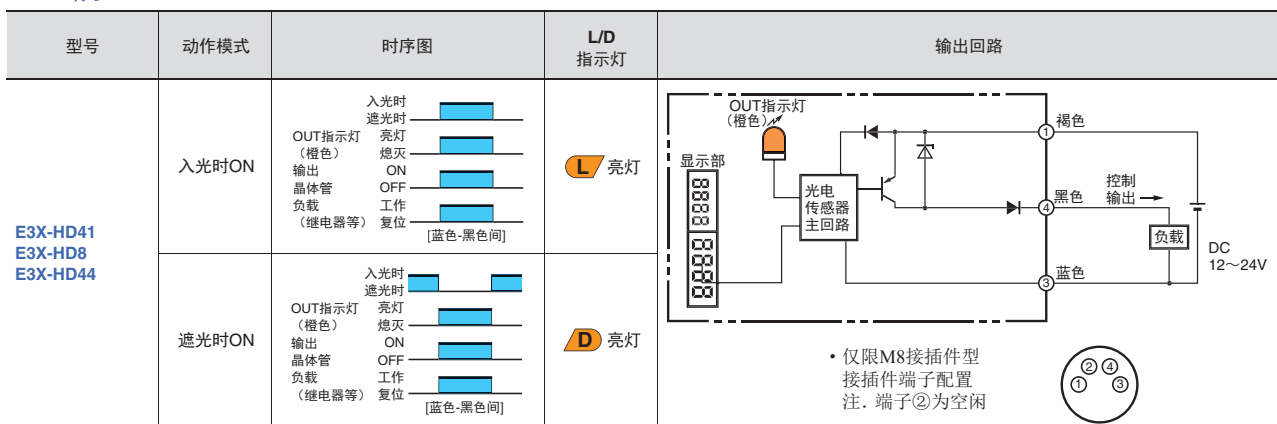 型号
动作模式
时序图
L/D
指示灯
输出回路
E3X-HD41
E3X-HD8
E3X-HD44
入光时ON
入光时
遮光时
OUT指示灯 亮灯
（橙色） 熄灭
输出 ON
晶体管 OFF
负载 工作
（继电器等） 复位
[蓝色-黑色间]
L 亮灯
遮光时ON
入光时
遮光时
OUT指示灯 亮灯
（橙色） 熄灭
输出 ON
晶体管 OFF
负载 工作
（继电器等） 复位
[蓝色-黑色间]
D 亮灯
OUT指示灯
（橙色）
显示部
8888
8888
光电
传感器
主回路
① 褐色
④ 黑色
控制
输出
负载
DC
12～24V
③ 蓝色
・仅限M8接插件型
接插件端子配置
注. 端子②为空闲
② ④
① ③